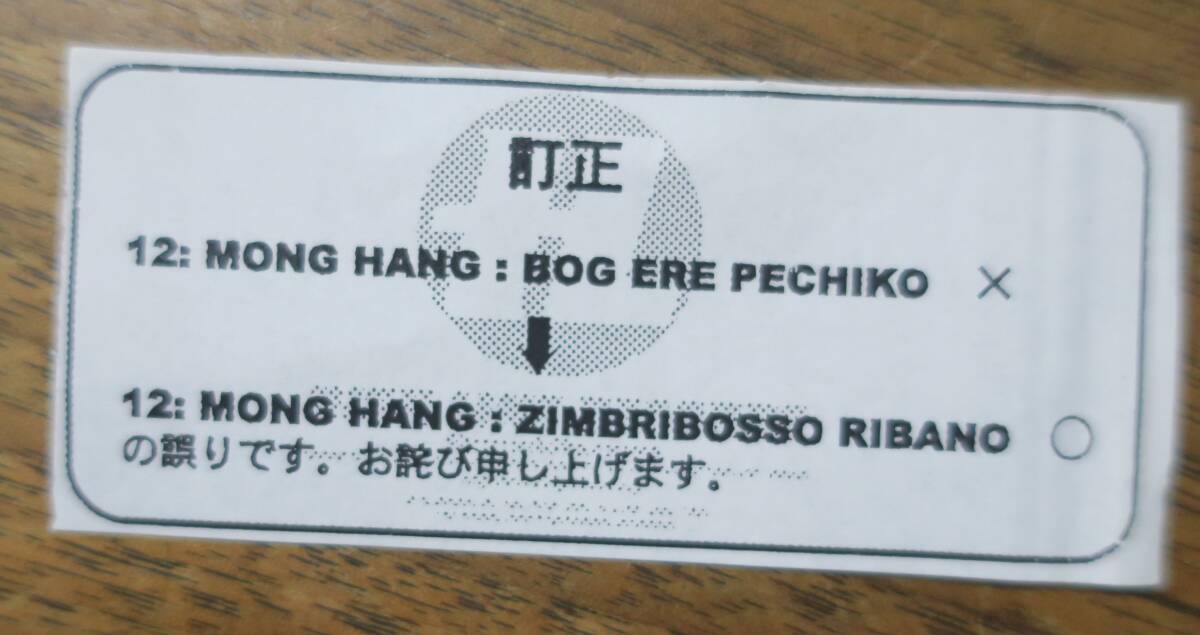 訂正
12: MONG HANG : BOG ERE PECHIKO ×
12: MONG HANG : ZIMBRIBOSSO RIBANO ○
の誤りです。お詫び申し上げます。